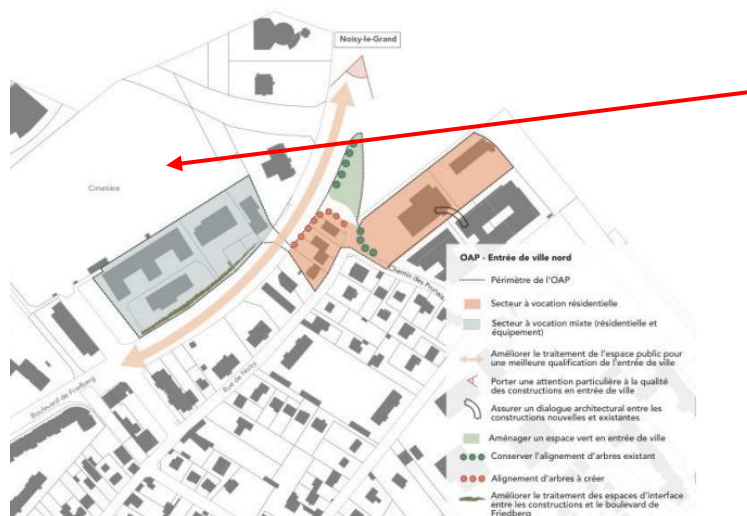 Noisy-le-Grand
Cimetière
Chemin des Prunais
Rue de Noisy
Boulevard de Friedberg
OAP - Entrée de ville nord
Périmètre de l'OAP
Secteur à vocation résidentielle
Secteur à vocation mixte (résidentielle et
équipement)
Améliorer le traitement de l'espace public pour
une meilleure qualification de l'entrée de ville
Porter une attention particulière à la qualité
des constructions en entrée de ville
Assurer un dialogue architectural entre les
constructions nouvelles et existantes
Aménager un espace vert en entrée de ville
Conserver l'alignement d'arbres existant
Alignement d'arbres à créer
Améliorer le traitement des espaces d'interface
entre les constructions et le boulevard de
Friedberg